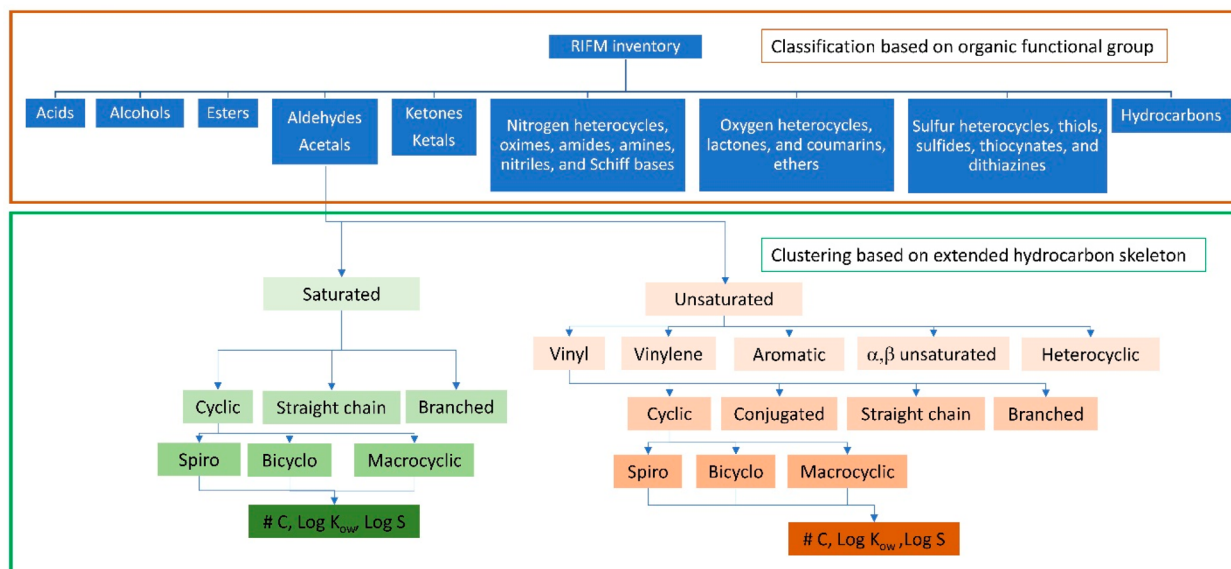 RIFM inventory
Classification based on organic functional group
Acids
Alcohols
Esters
Aldehydes
Acetals
Ketones
Ketals
Nitrogen heterocycles,
oximes, amides, amines,
nitriles, and Schiff bases
Oxygen heterocycles,
lactones, and coumarins,
ethers
Sulfur heterocycles, thiols,
sulfides, thiocynates, and
dithiazines
Hydrocarbons
Clustering based on extended hydrocarbon skeleton
Saturated
Unsaturated
Vinyl
Vinylene
Aromatic
α,β unsaturated
Heterocyclic
Cyclic
Straight chain
Branched
Cyclic
Conjugated
Straight chain
Branched
Spiro
Bicyclo
Macrocyclic
Spiro
Bicyclo
Macrocyclic
# C, Log Kow, Log S
# C, Log Kow ,Log S